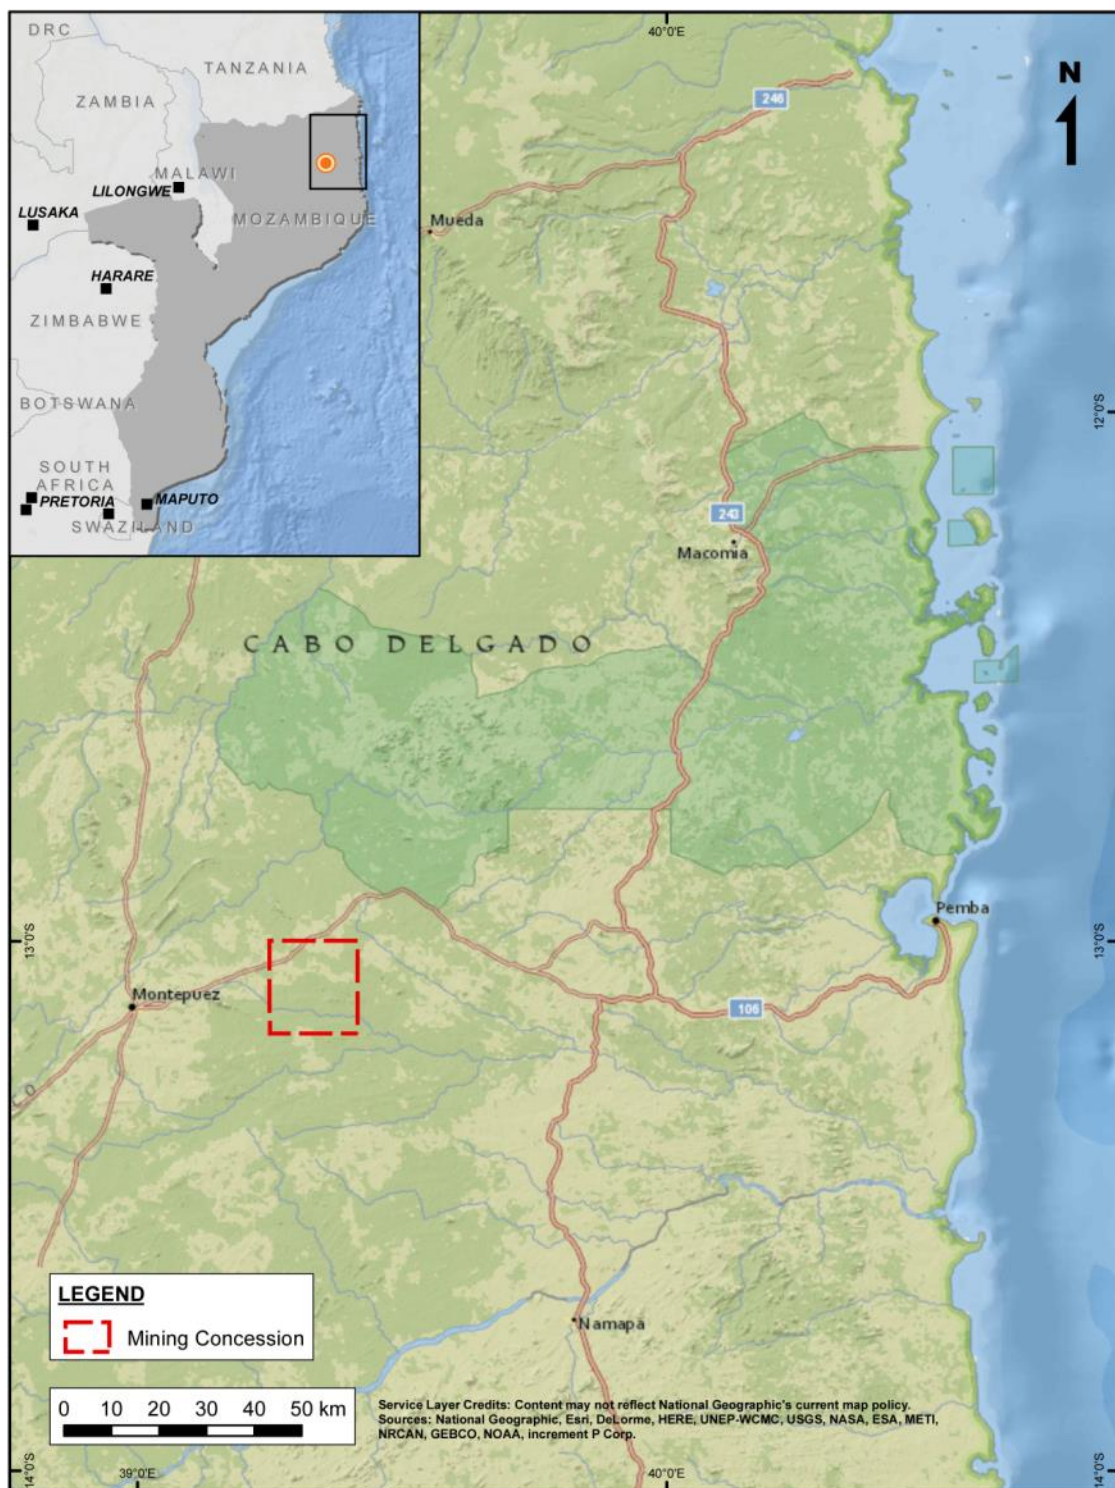 DRC
TANZANIA
ZAMBIA
MALAWI
LILONGWE
LUSAKA
MOZAMBIQUE
HARARE
ZIMBABWE
BOTSWANA
SOUTH
AFRICA
PRETORIA
MAPUTO
SWAZILAND
40°0'E
N
246
Mueda
12°0'S
243
Macomia
CABO DELGADO
Pemba
13°0'S
13°0'S
Montepuez
106
Namapa
LEGEND
Mining Concession
0 10 20 30 40 50 km
Service Layer Credits: Content may not reflect National Geographic's current map policy.
Sources: National Geographic, Esri, DeLorme, HERE, UNEP-WCMC, USGS, NASA, ESA, METI,
NRCAN, GEBCO, NOAA, increment P Corp.
14°0'S
39°0'E
40°0'E
14°0'S